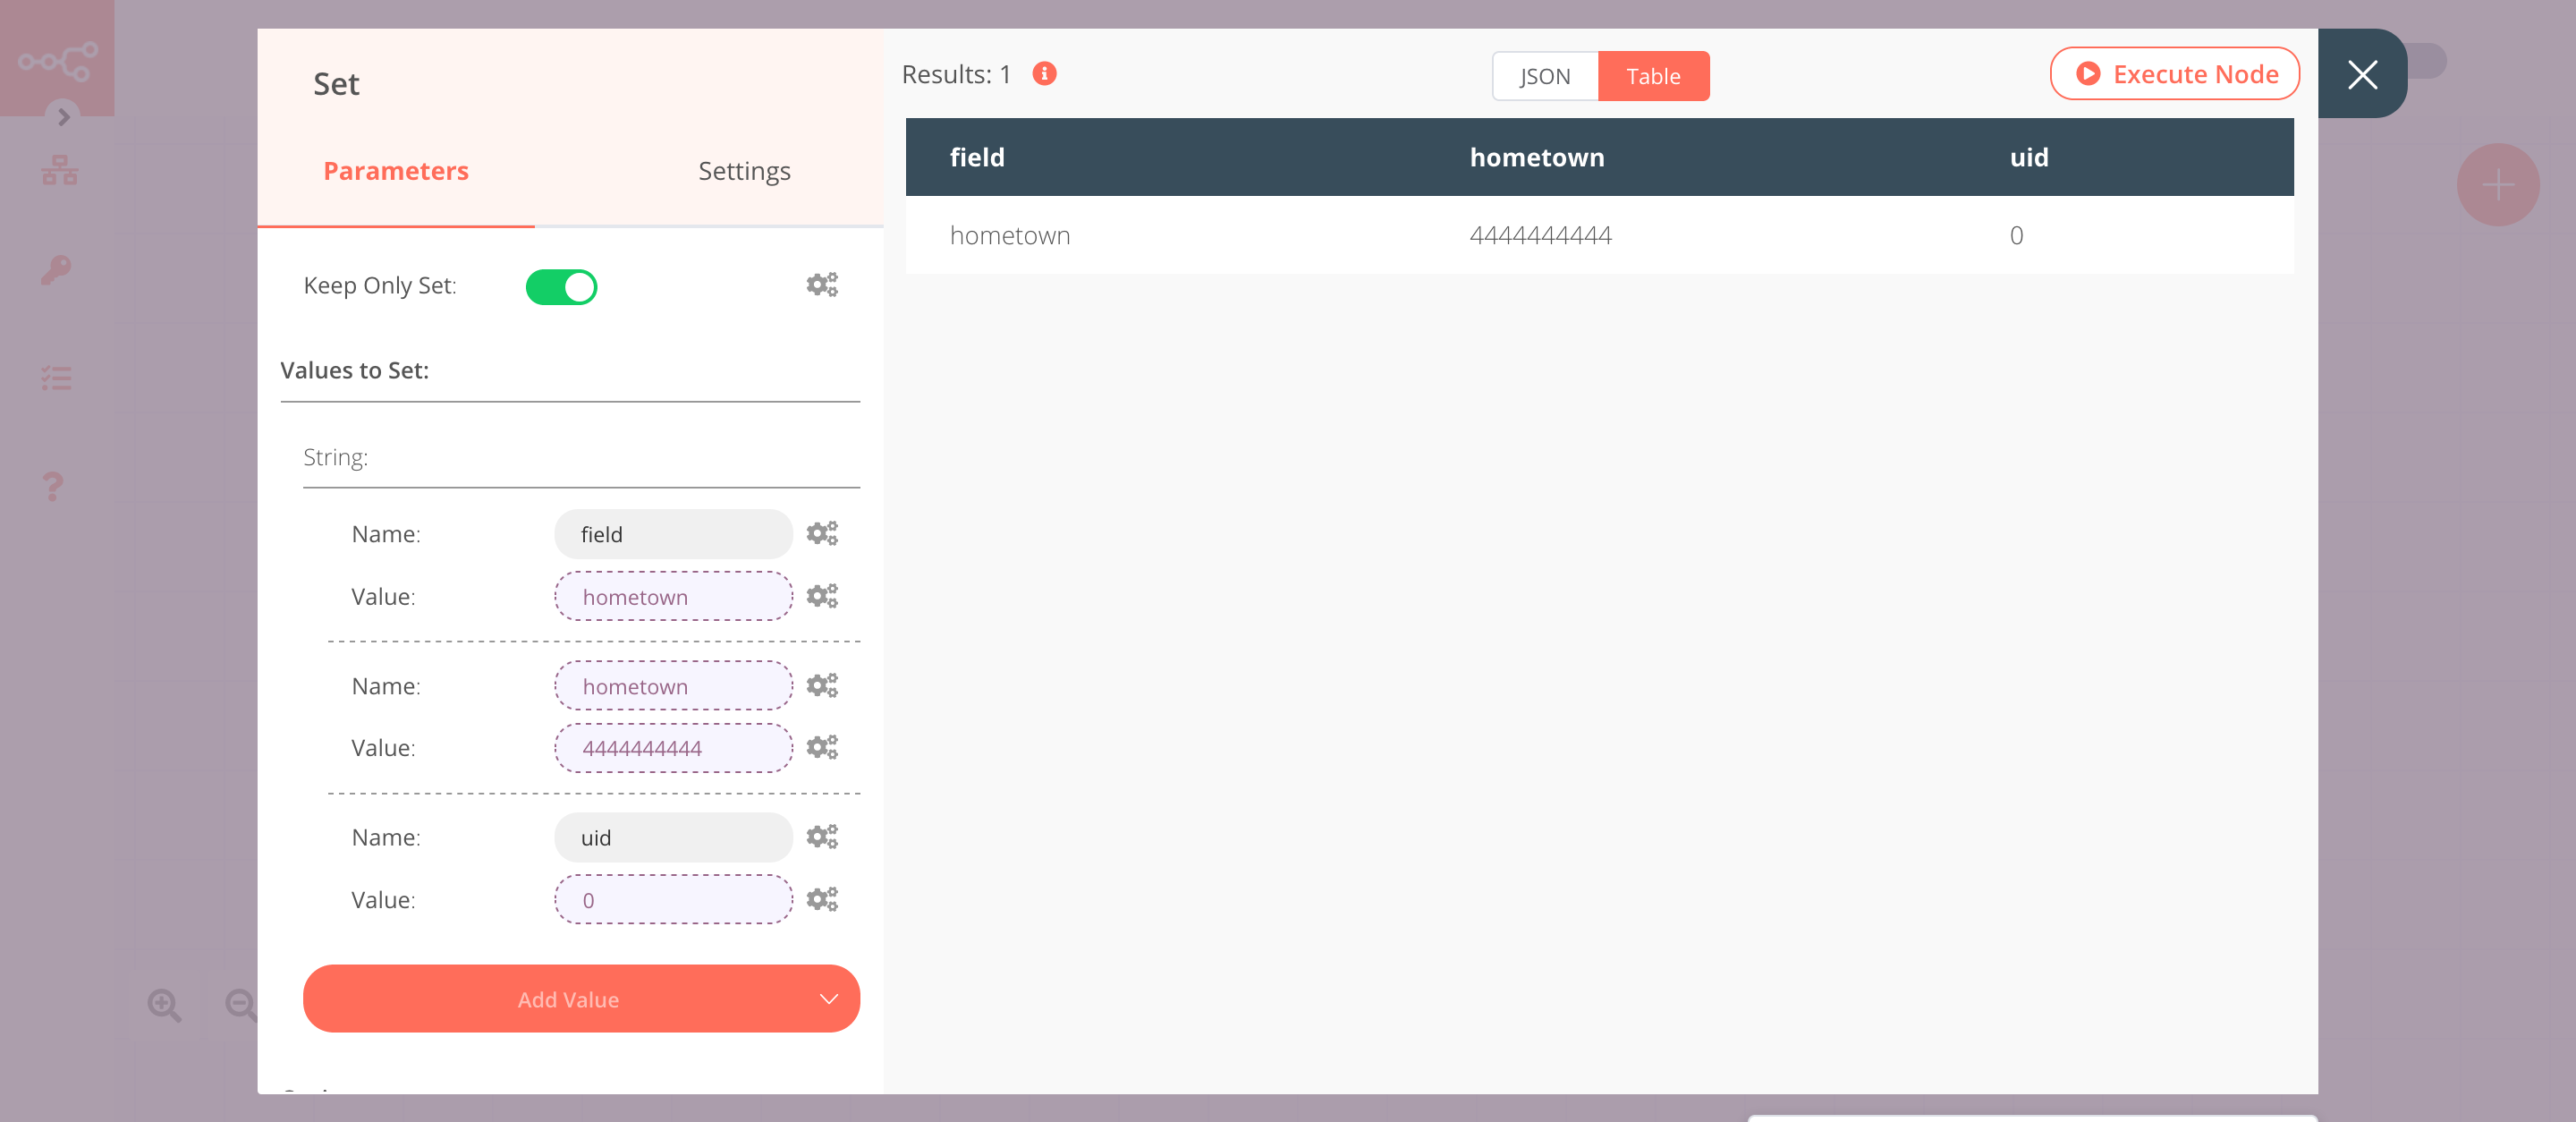 Set
Parameters
Settings
Keep Only Set:
Values to Set:
String:
Name:
field
Value:
hometown
Name:
hometown
Value:
4444444444
Name:
uid
Value:
0
Add Value
Results: 1
JSON
Table
Execute Node
field hometown uid
hometown 4444444444 0